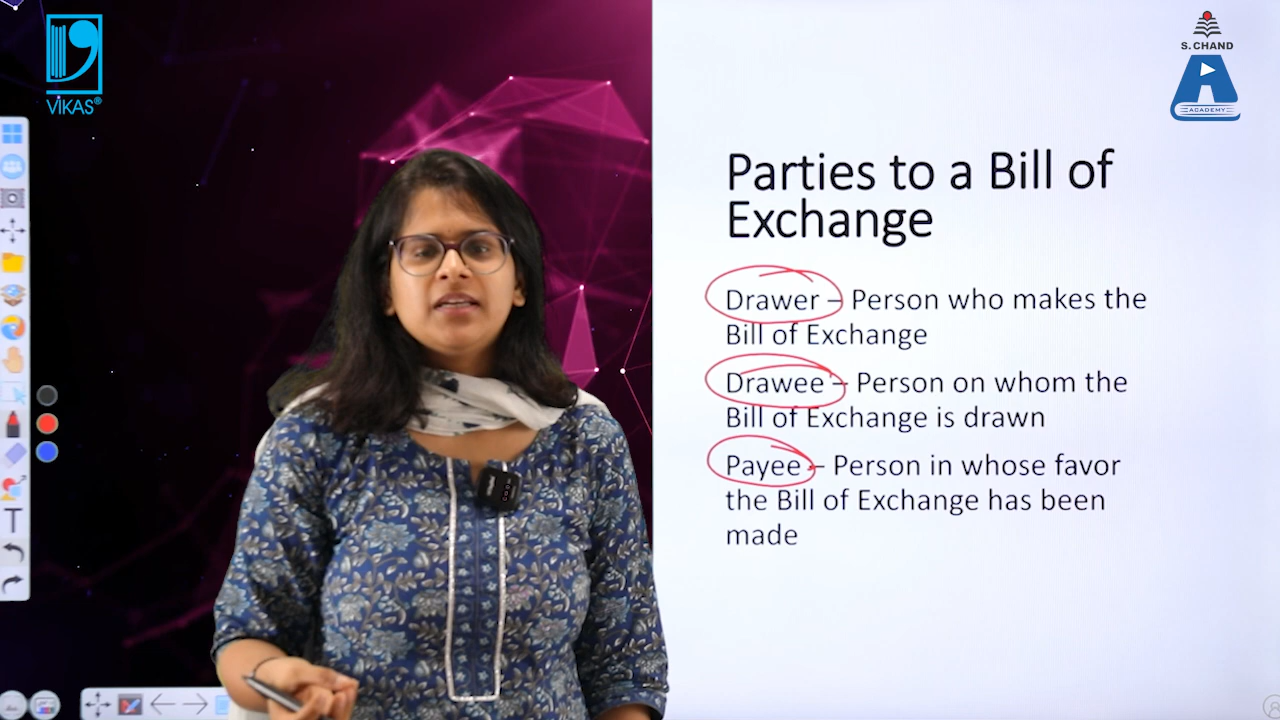 VIKAS®
S. CHAND
ACADEMY
Parties to a Bill of
Exchange
Drawer – Person who makes the
Bill of Exchange
Drawee – Person on whom the
Bill of Exchange is drawn
Payee – Person in whose favor
the Bill of Exchange has been
made
T